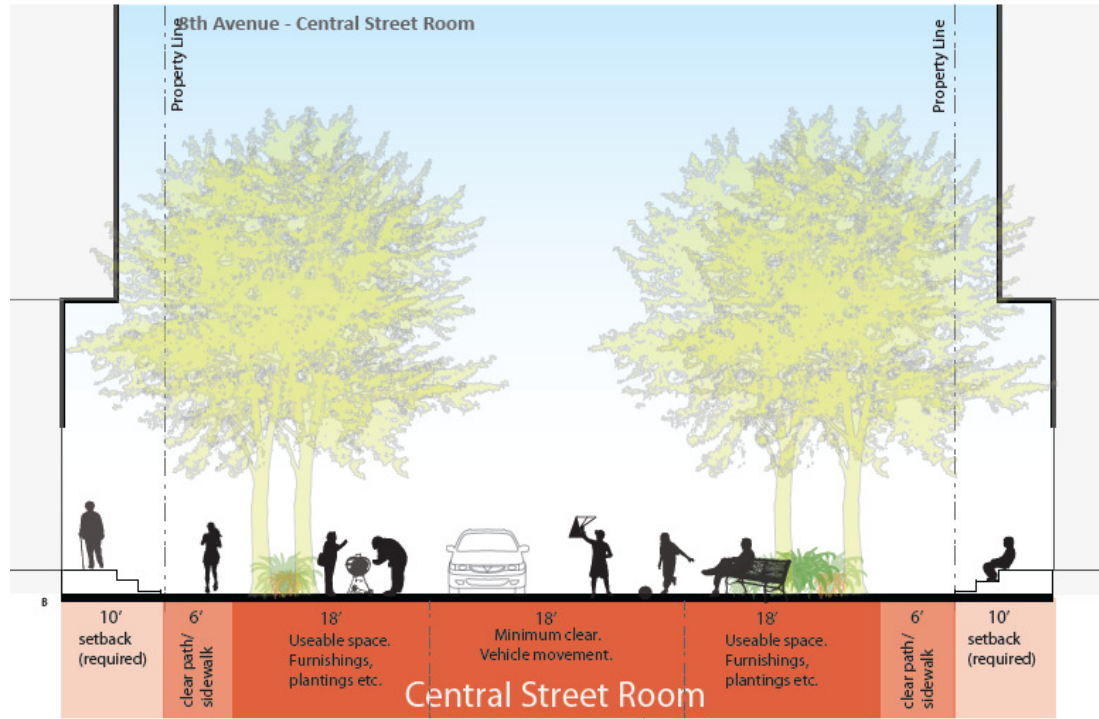 8th Avenue - Central Street Room
Property Line
Property Line
B
10'
setback
(required)
6'
clear path/
sidewalk
18'
Useable space.
Furnishings,
plantings etc.
18'
Minimum clear.
Vehicle movement.
18'
Useable space.
Furnishings,
plantings etc.
6'
clear path/
sidewalk
10'
setback
(required)
Central Street Room